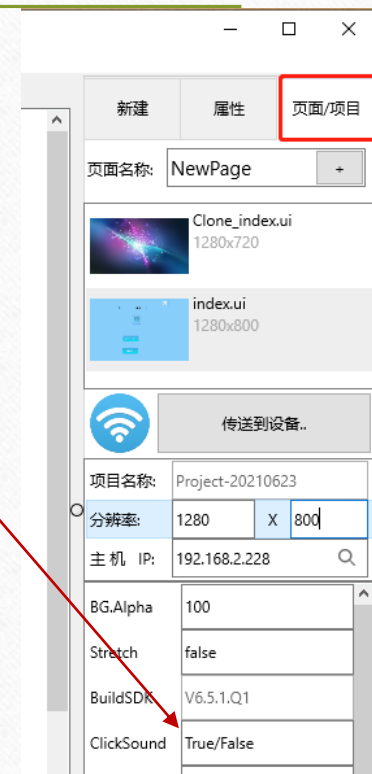 新建 属性 页面/项目
页面名称: NewPage +
Clone_index.ui
1280x720
index.ui
1280x800
传送到设备..
项目名称: Project-20210623
分辨率: 1280 X 800
主机 IP: 192.168.2.228
BG.Alpha 100
Stretch false
BuildSDK V6.5.1.Q1
ClickSound True/False